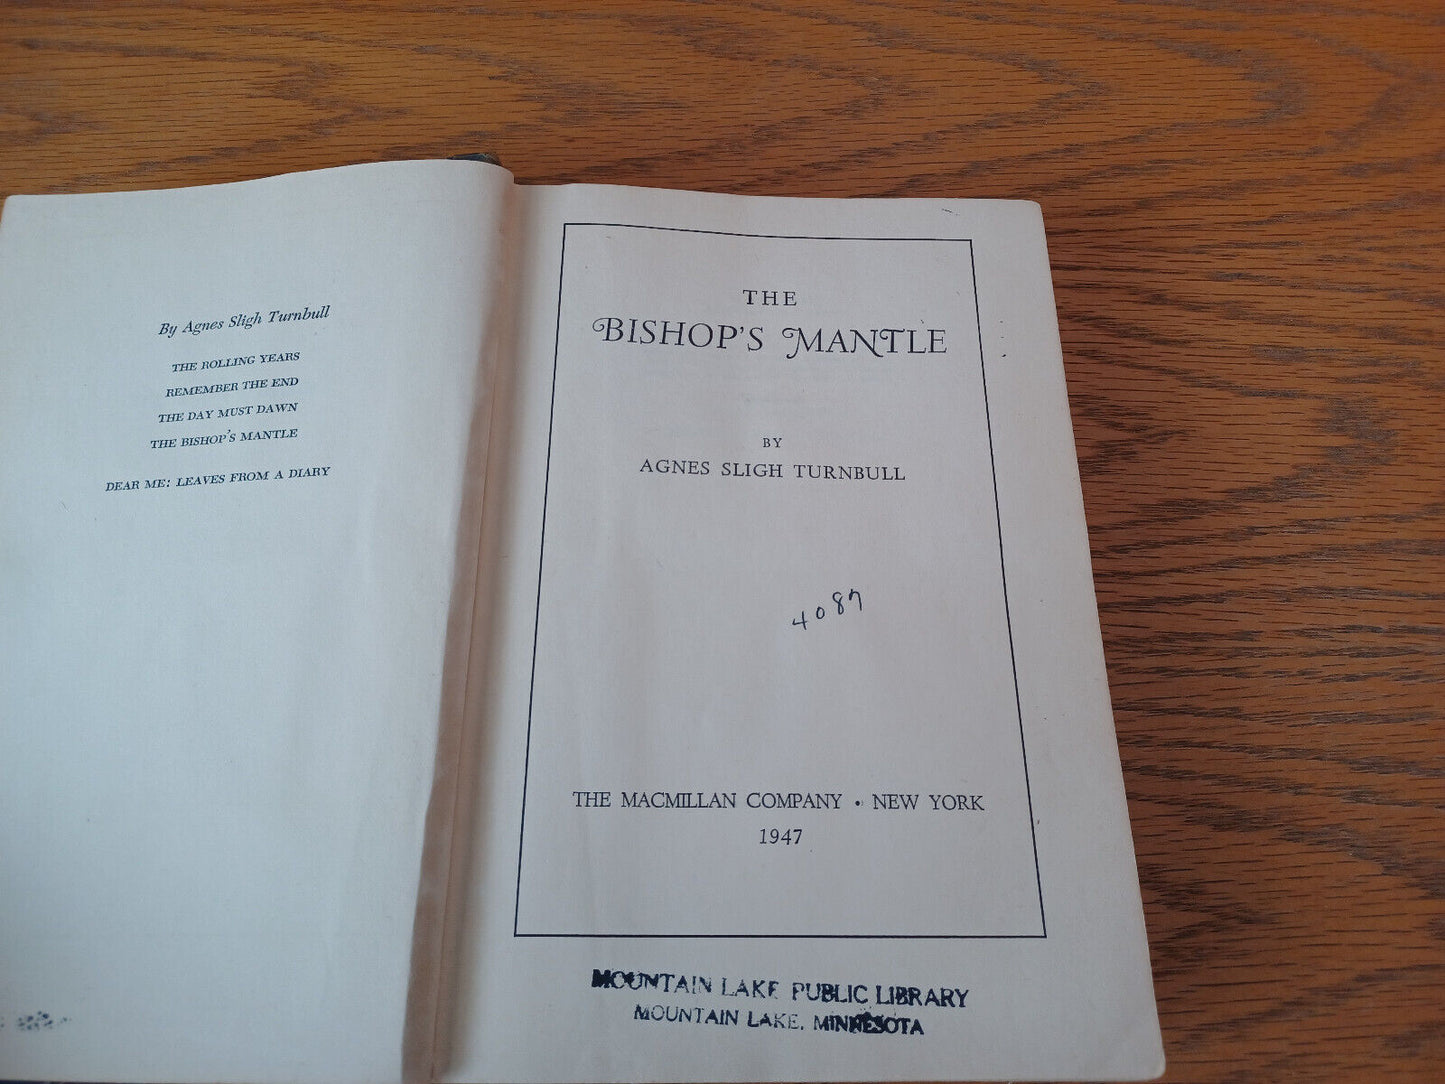 By Agnes Sligh Turnbull
THE ROLLING YEARS
REMEMBER THE END
THE DAY MUST DAWN
THE BISHOP'S MANTLE
DEAR ME: LEAVES FROM A DIARY
THE
BISHOP'S MANTLE
BY
AGNES SLIGH TURNBULL
4087
THE MACMILLAN COMPANY • NEW YORK
1947
MOUNTAIN LAKE PUBLIC LIBRARY
MOUNTAIN LAKE, MINNESOTA